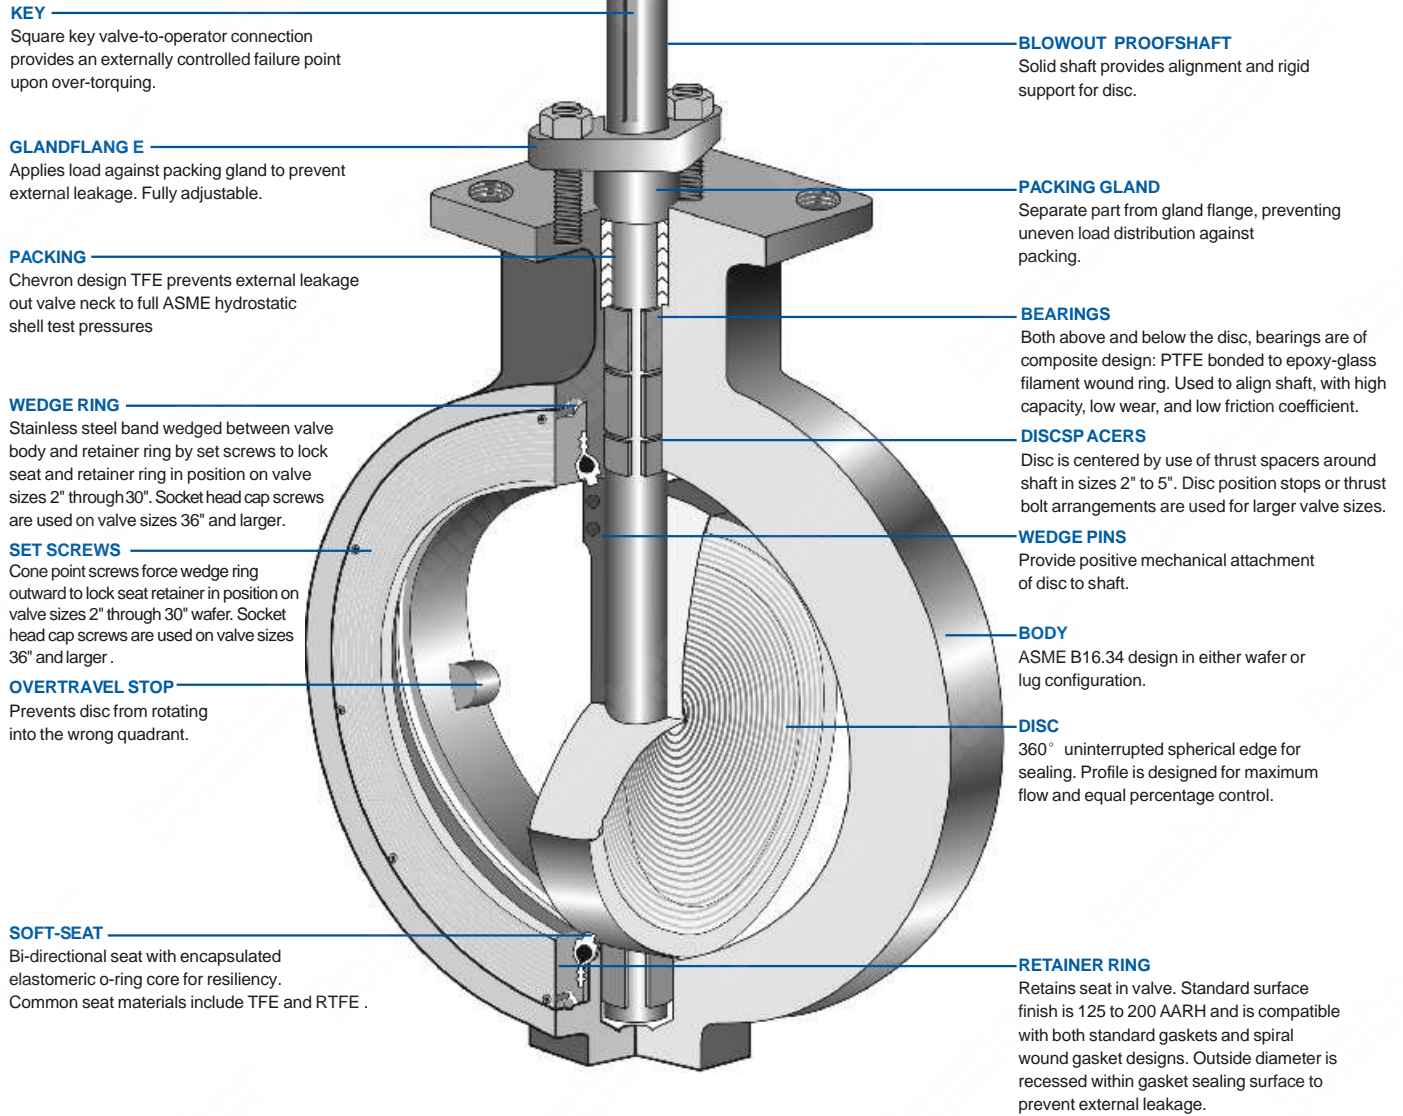 KEY
Square key valve-to-operator connection
provides an externally controlled failure point
upon over-torquing.
GLANDFLANG E
Applies load against packing gland to prevent
external leakage. Fully adjustable.
PACKING
Chevron design TFE prevents external leakage
out valve neck to full ASME hydrostatic
shell test pressures
WEDGE RING
Stainless steel band wedged between valve
body and retainer ring by set screws to lock
seat and retainer ring in position on valve
sizes 2" through 30". Socket head cap screws
are used on valve sizes 36" and larger.
SET SCREWS
Cone point screws force wedge ring
outward to lock seat retainer in position on
valve sizes 2" through 30" wafer. Socket
head cap screws are used on valve sizes
36" and larger .
OVERTRAVEL STOP
Prevents disc from rotating
into the wrong quadrant.
SOFT-SEAT
Bi-directional seat with encapsulated
elastomeric o-ring core for resiliency.
Common seat materials include TFE and RTFE .
BLOWOUT PROOFSHAFT
Solid shaft provides alignment and rigid
support for disc.
PACKING GLAND
Separate part from gland flange, preventing
uneven load distribution against
packing.
BEARINGS
Both above and below the disc, bearings are of
composite design: PTFE bonded to epoxy-glass
filament wound ring. Used to align shaft, with high
capacity, low wear, and low friction coefficient.
DISCSP ACERS
Disc is centered by use of thrust spacers around
shaft in sizes 2" to 5". Disc position stops or thrust
bolt arrangements are used for larger valve sizes.
WEDGE PINS
Provide positive mechanical attachment
of disc to shaft.
BODY
ASME B16.34 design in either wafer or
lug configuration.
DISC
360° uninterrupted spherical edge for
sealing. Profile is designed for maximum
flow and equal percentage control.
RETAINER RING
Retains seat in valve. Standard surface
finish is 125 to 200 AARH and is compatible
with both standard gaskets and spiral
wound gasket designs. Outside diameter is
recessed within gasket sealing surface to
prevent external leakage.